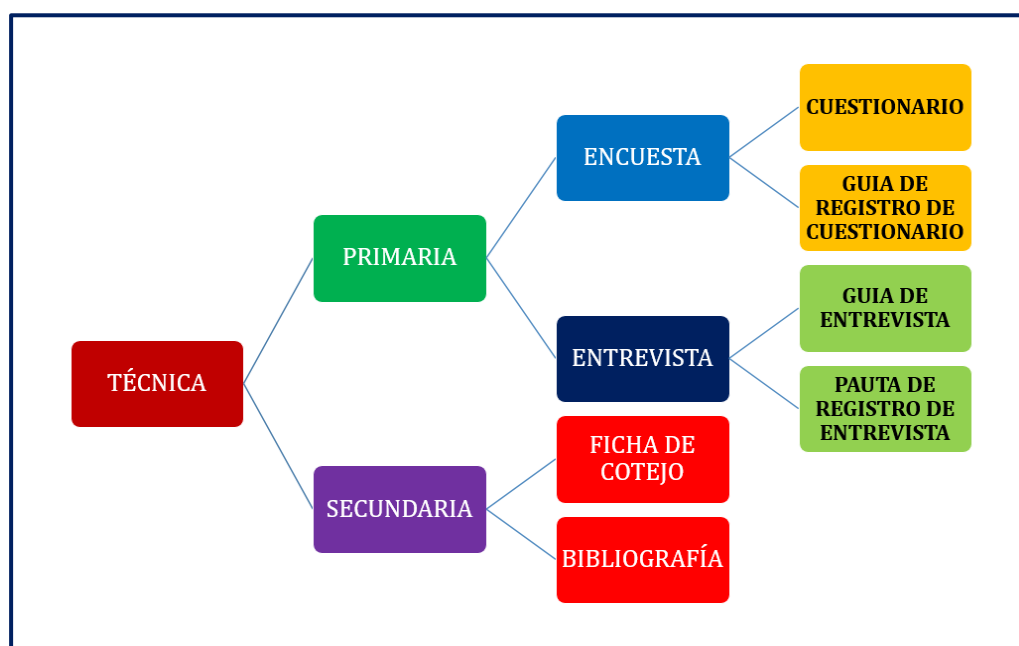 CUESTIONARIO
ENCUESTA
GUIA DE
REGISTRO DE
CUESTIONARIO
PRIMARIA
GUIA DE
ENTREVISTA
ENTREVISTA
TÉCNICA
PAUTA DE
REGISTRO DE
ENTREVISTA
FICHA DE
COTEJO
SECUNDARIA
BIBLIOGRAFÍA